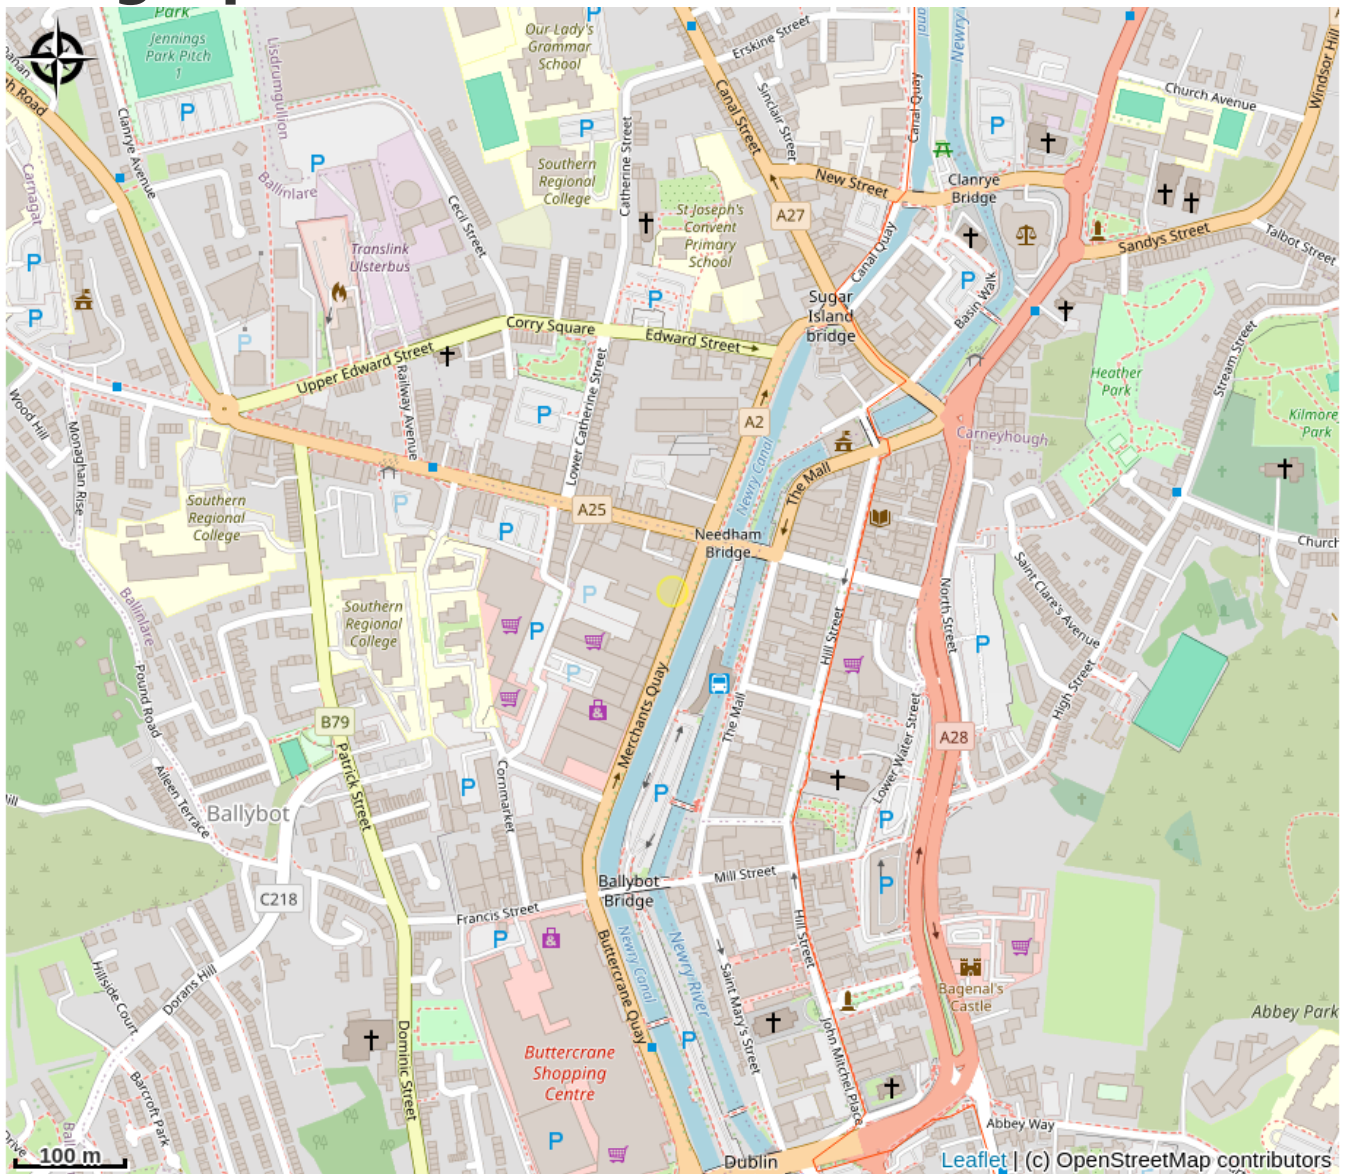 Park
Jennings
Park Pitch
1
Our Lady's
Grammar
School
Erskine Street
Newry
Windsor Hill
Church Avenue
Lisdrumgullion
Clanrye Avenue
Canal Street
Sinclair Street
Canal Quay
Catherine Street
Southern
Regional
College
Ballinlare
Carnagat
Cecil Street
New Street
Clanrye
Bridge
A27
St Joseph's
Convent
Primary
School
Translink
Ulsterbus
Canal Quay
Sandys Street
Talbot Street
Basin Walk
Sugar
Island
bridge
Corry Square
Edward Street
Upper Edward Street
Stream Street
Heather
Park
Kilmore
Park
Wood Hill
Monaghan Rise
Railway Avenue
Lower Catherine Street
A2
Newry Canal
Carneyhough
The Mall
Southern
Regional
College
A25
Needham
Bridge
Church
Saint Clare's Avenue
North Street
Ballinlare
Southern
Regional
College
Hill Street
Pound Road
High Street
Merchants Quay
The Mall
Lower Water Street
B79
A28
Patrick Street
Aileen Terrace
Cornmarket
Ballybot
Mill Street
Ballybot
Bridge
C218
Francis Street
Hill Street
Newry Canal
Newry River
Buttercrane Quay
Hillside Court
Dorans Hill
Saint Mary's Street
Bagenal's
Castle
Abbey Park
Dominic Street
John Mitchel Place
Buttercrane
Shopping
Centre
Barcroft Park
Abbey Way
Drive
100 m
Dublin
Leaflet | (c) OpenStreetMap contributors